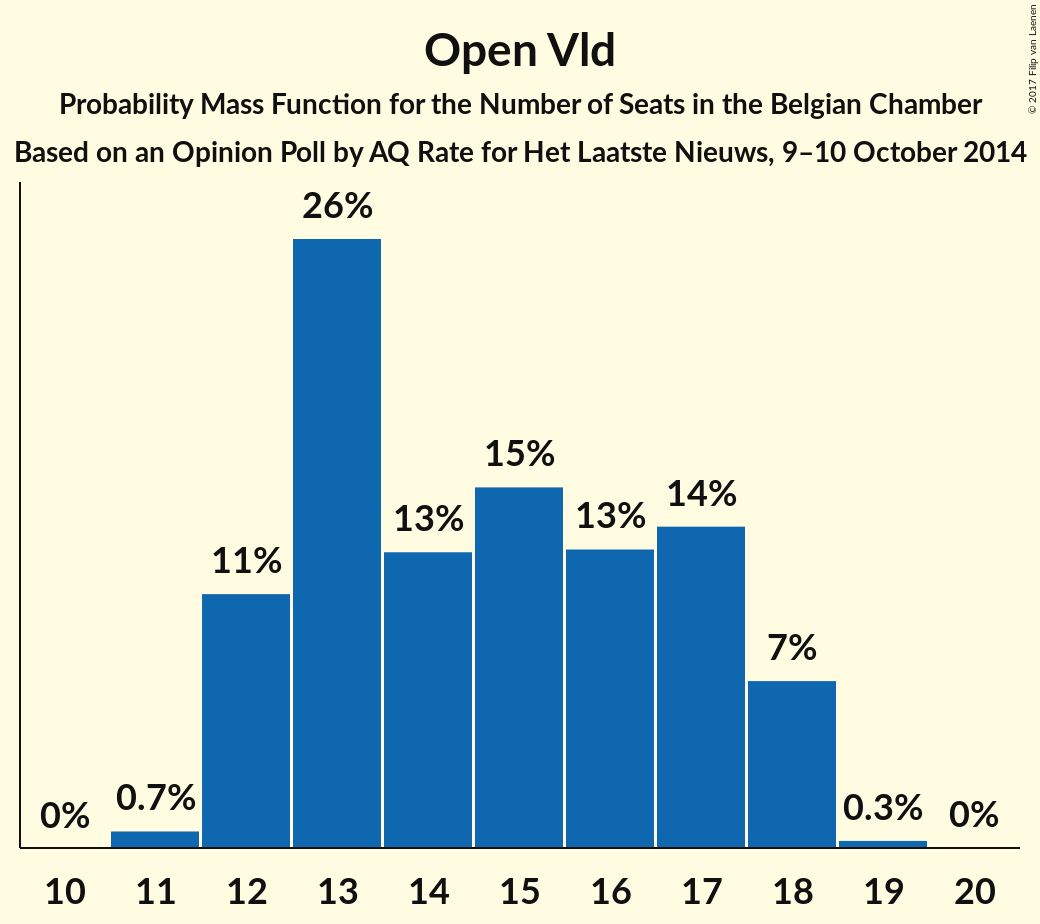 Open Vld
Probability Mass Function for the Number of Seats in the Belgian Chamber
Based on an Opinion Poll by AQ Rate for Het Laatste Nieuws, 9–10 October 2014
© 2017 Filip van Laenen
0% 0.7% 11% 26% 13% 15% 13% 14% 7% 0.3% 0%
10 11 12 13 14 15 16 17 18 19 20